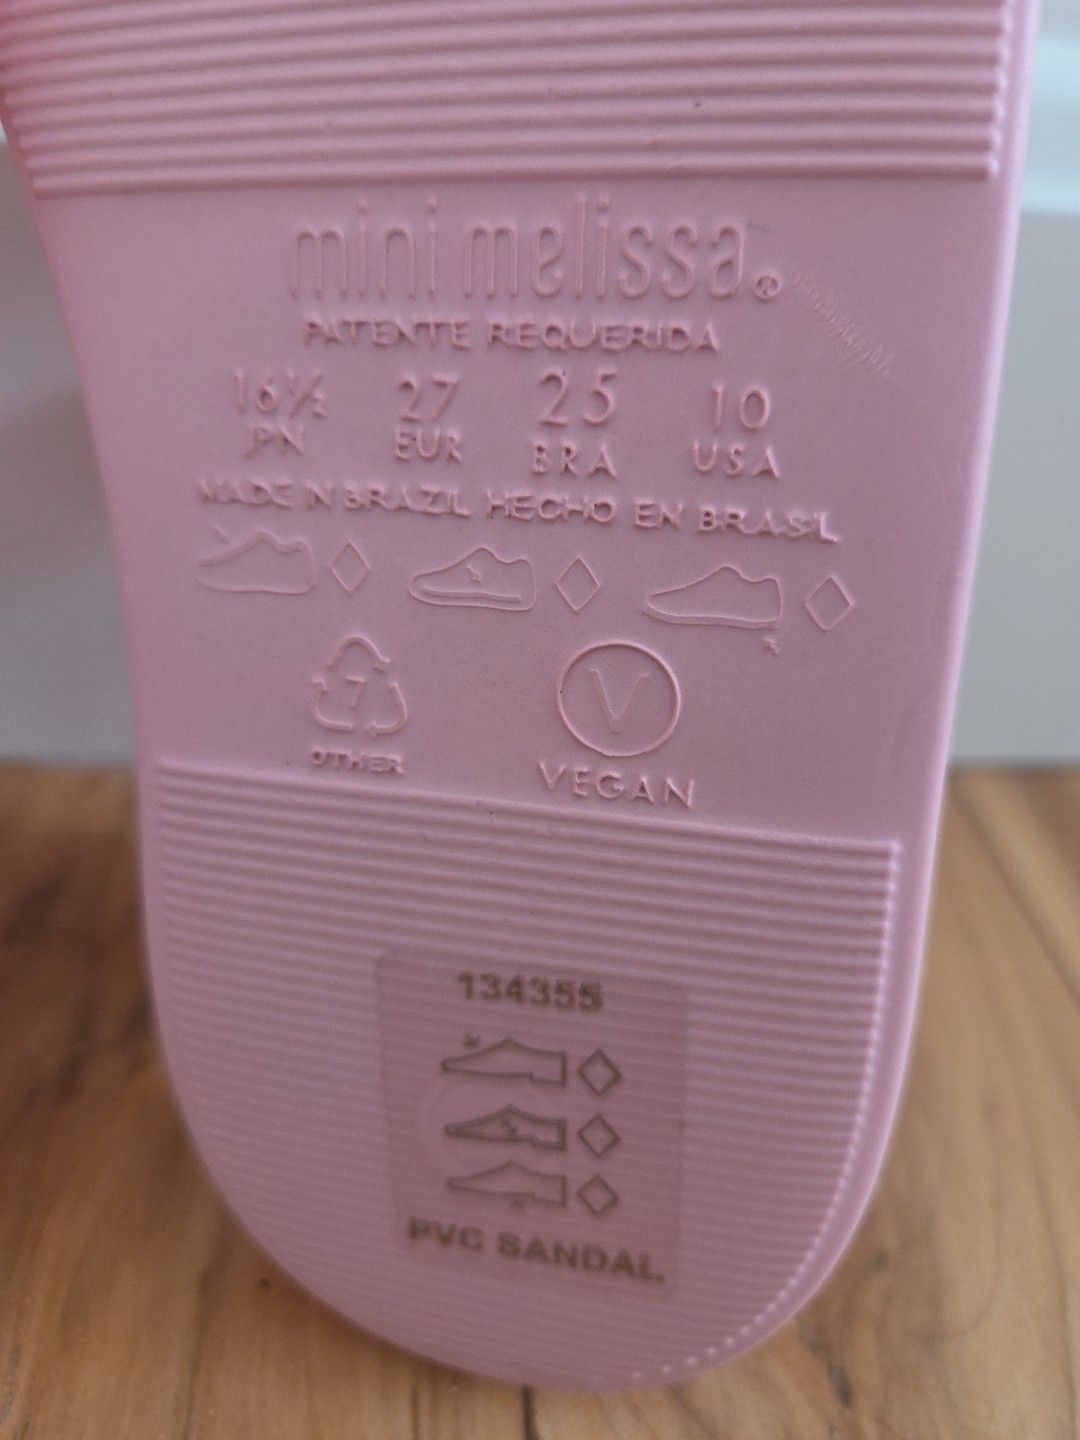 mini melissa®
PATENTE REQUERIDA
16½ 27 25 10
JPN EUR BRA USA
MADE IN BRAZIL HECHO EN BRASIL
7 V
OTHER VEGAN
134355
PVC SANDAL